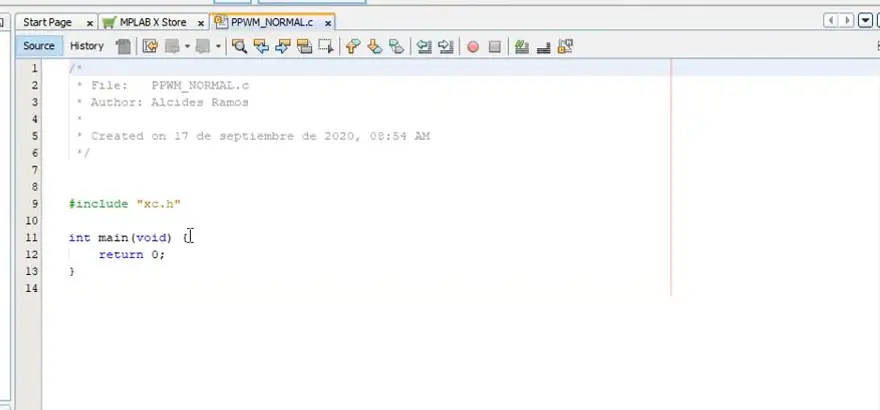 Start Page MPLAB X Store PPWM_NORMAL.c
Source History
1 /*
2 * File: PPWM_NORMAL.c
3 * Author: Alcides Ramos
4 *
5 * Created on 17 de septiembre de 2020, 08:54 AM
6 */
7
8
9 #include "xc.h"
10
11 int main(void) {
12 return 0;
13 }
14